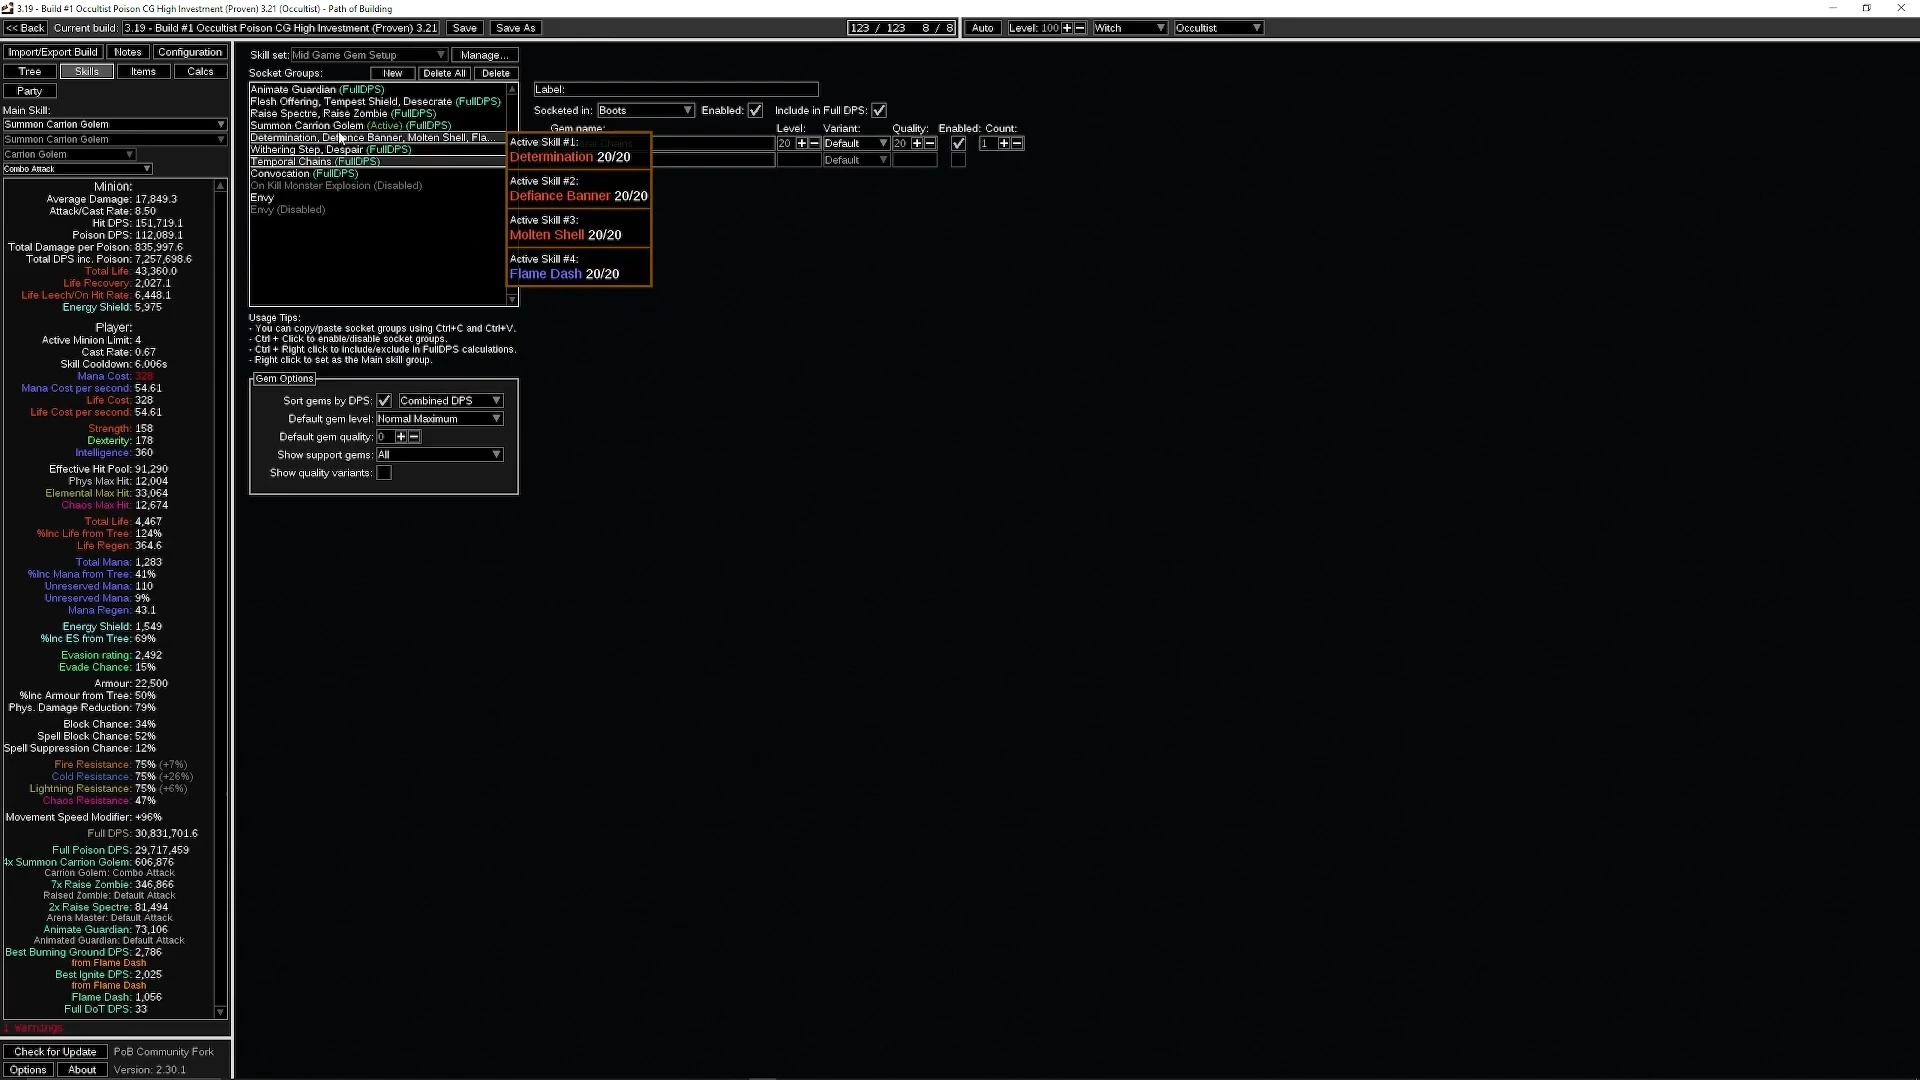 3.19 - Build #1 Occultist Poison CG High Investment (Proven) 3.21 (Occultist) - Path of Building
<< Back Current build: 3.19 - Build #1 Occultist Poison CG High Investment (Proven) 3.21 Save Save As 123 / 123 8 / 8 Auto Level: 100 + - Witch Occultist
Import/Export Build Notes Configuration
Tree Skills Items Calcs
Party
Main Skill:
Summon Carrion Golem
Summon Carrion Golem
Carrion Golem
Combo Attack
Minion:
Average Damage: 17,849.3
Attack/Cast Rate: 8.50
Hit DPS: 151,719.1
Poison DPS: 112,089.1
Total Damage per Poison: 835,997.6
Total DPS inc. Poison: 7,257,698.6
Total Life: 43,360.0
Life Recovery: 2,027.1
Life Leech/On Hit Rate: 6,448.1
Energy Shield: 5,975
Player:
Active Minion Limit: 4
Cast Rate: 0.67
Skill Cooldown: 6.006s
Mana Cost: 328
Mana Cost per second: 54.61
Life Cost: 328
Life Cost per second: 54.61
Strength: 158
Dexterity: 178
Intelligence: 360
Effective Hit Pool: 91,290
Phys Max Hit: 12,004
Elemental Max Hit: 33,064
Chaos Max Hit: 12,674
Total Life: 4,467
%Inc Life from Tree: 124%
Life Regen: 364.6
Total Mana: 1,283
%Inc Mana from Tree: 41%
Unreserved Mana: 110
Unreserved Mana: 9%
Mana Regen: 43.1
Energy Shield: 1,549
%Inc ES from Tree: 69%
Evasion rating: 2,492
Evade Chance: 15%
Armour: 22,500
%Inc Armour from Tree: 50%
Phys. Damage Reduction: 79%
Block Chance: 34%
Spell Block Chance: 52%
Spell Suppression Chance: 12%
Fire Resistance: 75% (+7%)
Cold Resistance: 75% (+26%)
Lightning Resistance: 75% (+6%)
Chaos Resistance: 47%
Movement Speed Modifier: +96%
Full DPS: 30,831,701.6
Full Poison DPS: 29,717,459
4x Summon Carrion Golem: 606,876
Carrion Golem: Combo Attack
7x Raise Zombie: 346,866
Raised Zombie: Default Attack
2x Raise Spectre: 81,494
Arena Master: Default Attack
Animate Guardian: 73,106
Animated Guardian: Default Attack
Best Burning Ground DPS: 2,786
from Flame Dash
Best Ignite DPS: 2,025
from Flame Dash
Flame Dash: 1,056
Full DoT DPS: 33
1 Warnings
Check for Update PoB Community Fork
Options About Version: 2.30.1
Skill set: Mid Game Gem Setup Manage...
Socket Groups: New Delete All Delete
Animate Guardian (FullDPS)
Flesh Offering, Tempest Shield, Desecrate (FullDPS)
Raise Spectre, Raise Zombie (FullDPS)
Summon Carrion Golem (Active) (FullDPS)
Determination, Defiance Banner, Molten Shell, Fla...
Withering Step, Despair (FullDPS)
Temporal Chains (FullDPS)
Convocation (FullDPS)
On Kill Monster Explosion (Disabled)
Envy
Envy (Disabled)
Usage Tips:
- You can copy/paste socket groups using Ctrl+C and Ctrl+V.
- Ctrl + Click to enable/disable socket groups.
- Ctrl + Right click to include/exclude in FullDPS calculations.
- Right click to set as the Main skill group.
Gem Options
Sort gems by DPS: Combined DPS
Default gem level: Normal Maximum
Default gem quality: 0 + -
Show support gems: All
Show quality variants:
Label:
Socketed in: Boots Enabled: Include in Full DPS:
Gem name: Level: Variant: Quality: Enabled: Count:
Chains 20 + - Default 20 + - 1 + -
Default
Active Skill #1:
Determination 20/20
Active Skill #2:
Defiance Banner 20/20
Active Skill #3:
Molten Shell 20/20
Active Skill #4:
Flame Dash 20/20